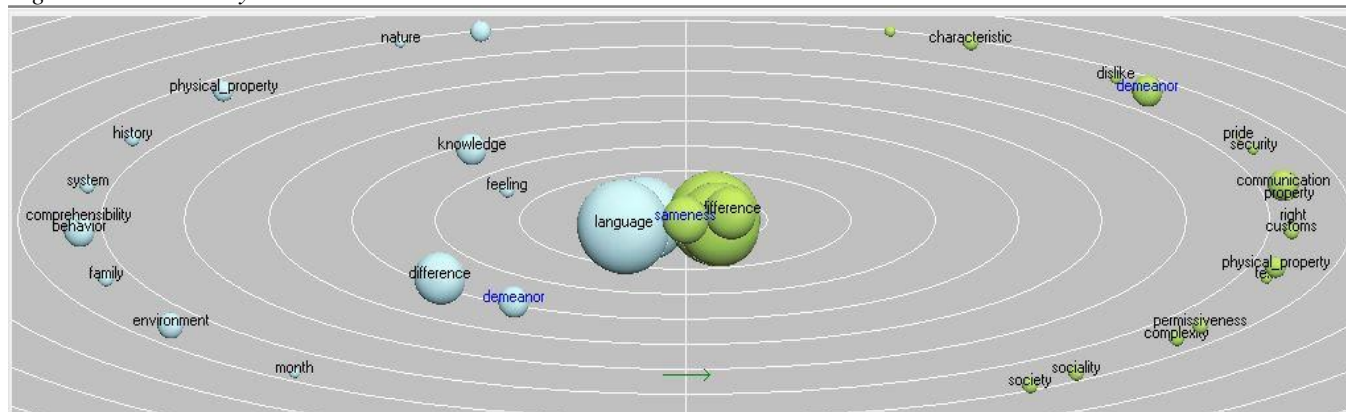 nature
characteristic
physical_property
dislike
demeanor
history
pride
security
knowledge
system
feeling
communication
property
comprehensibility
behavior
language
sameness
right
customs
difference
family
demeanor
physical_property
environment
permissiveness
complexity
month
sociality
society